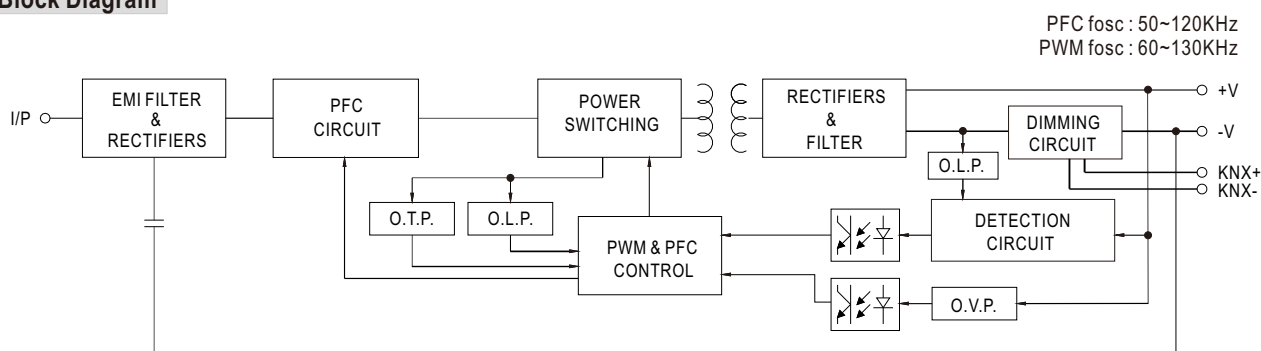 Block Diagram
PFC fosc : 50~120KHz
PWM fosc : 60~130KHz
I/P
EMI FILTER
&
RECTIFIERS
PFC
CIRCUIT
POWER
SWITCHING
RECTIFIERS
&
FILTER
DIMMING
CIRCUIT
+V
-V
KNX+
KNX-
O.L.P.
O.T.P.
O.L.P.
PWM & PFC
CONTROL
DETECTION
CIRCUIT
O.V.P.